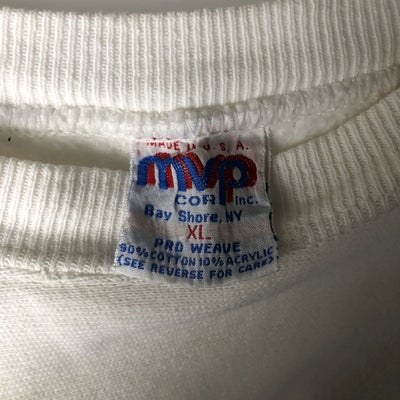 MADE IN U.S.A.
mvp
CORP Inc.
Bay Shore, NY
XL
PRO WEAVE
90% COTTON 10% ACRYLIC
(SEE REVERSE FOR CARE)